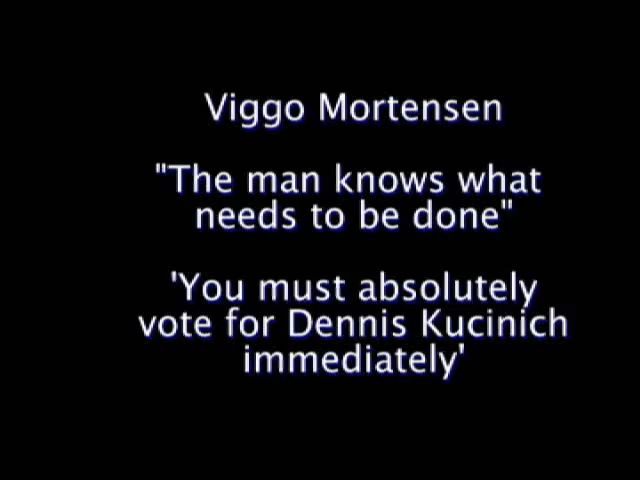 Viggo Mortensen
"The man knows what
needs to be done"
'You must absolutely
vote for Dennis Kucinich
immediately'